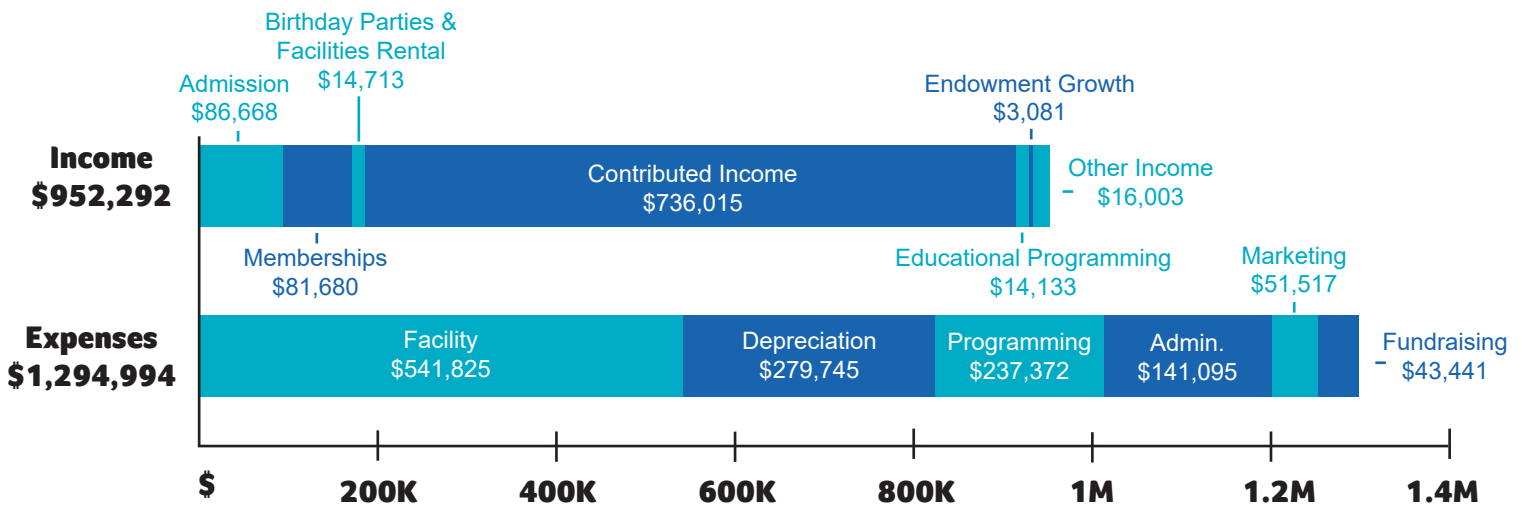 Birthday Parties &
Facilities Rental
$14,713
Admission
$86,668
Endowment Growth
$3,081
Income
$952,292
Contributed Income
$736,015
Other Income
$16,003
Memberships
$81,680
Educational Programming
$14,133
Marketing
$51,517
Expenses
$1,294,994
Facility
$541,825
Depreciation
$279,745
Programming
$237,372
Admin.
$141,095
Fundraising
$43,441
$ 200K 400K 600K 800K 1M 1.2M 1.4M